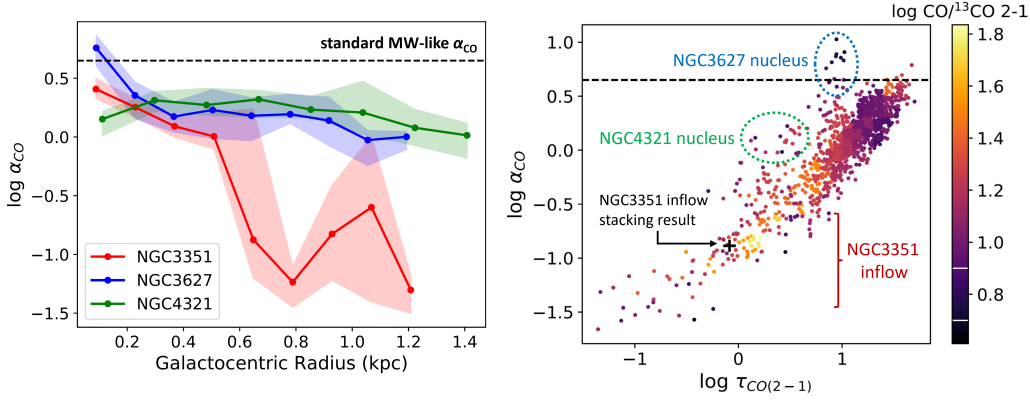 log CO/¹³CO 2-1
standard MW-like α_CO
0.5
0.0
−0.5
−1.0
−1.5
log α_CO
NGC3351
NGC3627
NGC4321
0.2
0.4
0.6
0.8
1.0
1.2
1.4
Galactocentric Radius (kpc)
1.0
0.5
0.0
−0.5
−1.0
−1.5
log α_CO
NGC3627 nucleus
NGC4321 nucleus
NGC3351 inflow
stacking result
NGC3351
inflow
−1
0
1
log τ_CO(2−1)
1.8
1.6
1.4
1.2
1.0
0.8